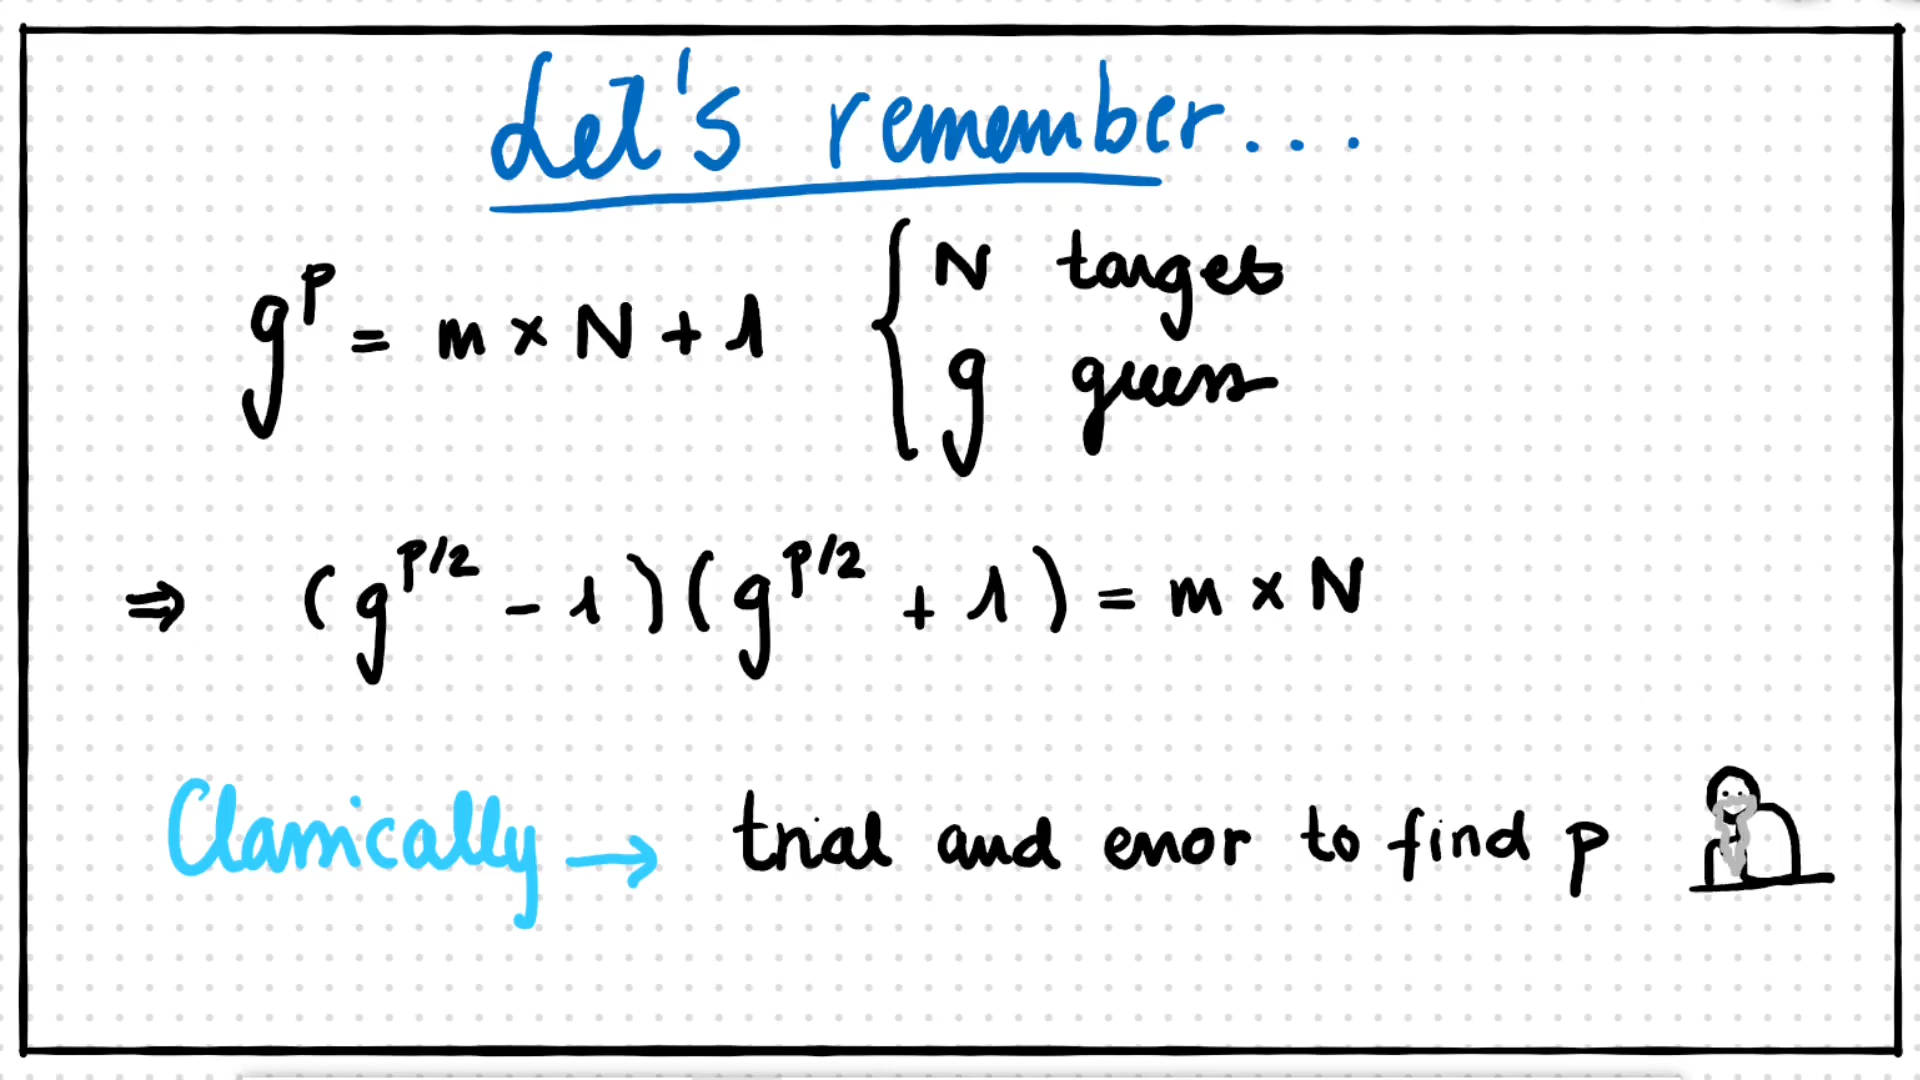 Let's remember...
g^p = m × N + 1 { N target
g guess
⇒ (g^{p/2} - 1)(g^{p/2} + 1) = m × N
Classically → trial and error to find p